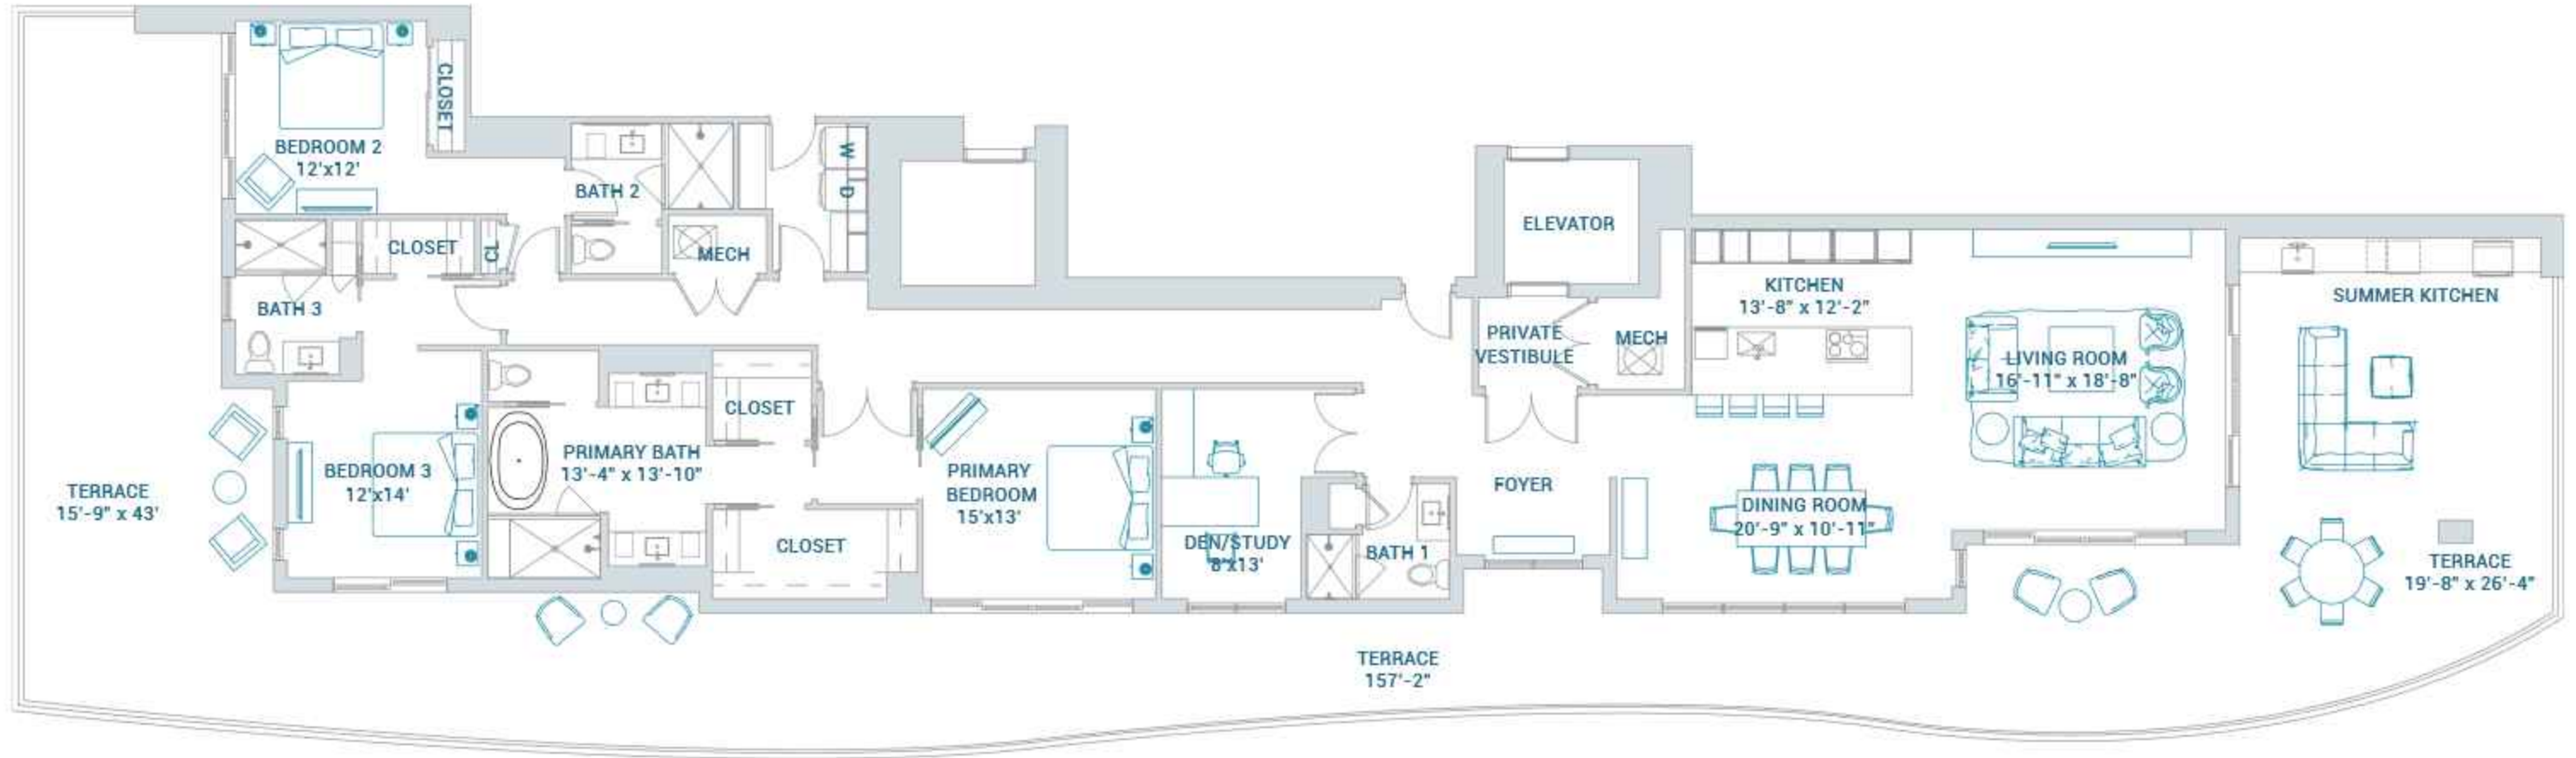 CLOSET
BEDROOM 2
12'x12'
BATH 2
W
D
CLOSET
CL
MECH
BATH 3
ELEVATOR
KITCHEN
13'-8" x 12'-2"
PRIVATE
VESTIBULE
MECH
LIVING ROOM
16'-11" x 18'-8"
SUMMER KITCHEN
TERRACE
15'-9" x 43'
BEDROOM 3
12'x14'
PRIMARY BATH
13'-4" x 13'-10"
CLOSET
CLOSET
PRIMARY
BEDROOM
15'x13'
DEN/STUDY
8'x13'
BATH 1
FOYER
DINING ROOM
20'-9" x 10'-11"
TERRACE
19'-8" x 26'-4"
TERRACE
157'-2"